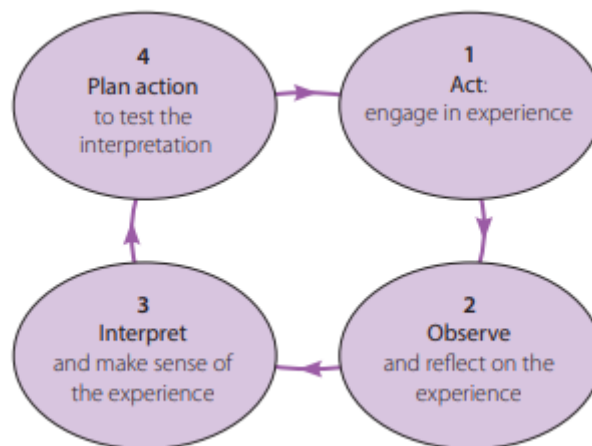 4
Plan action
to test the
interpretation
1
Act:
engage in experience
3
Interpret
and make sense of
the experience
2
Observe
and reflect on the
experience